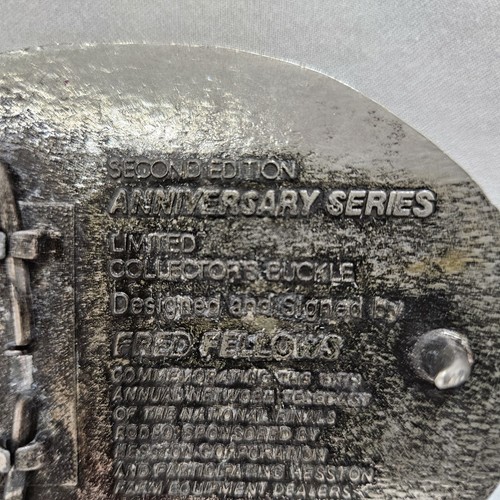 SECOND EDITION
ANNIVERSARY SERIES
LIMITED
COLLECTOR'S BUCKLE
Designed and Signed by
FRED FELLOWS
COMMEMORATING THE
ANNUAL NETWORK TELECAST
OF THE NATIONAL FINALS
RODEO. SPONSORED BY
HESSTON CORPORATION
AND PARTICIPATING HESSTON
FARM EQUIPMENT DEALERS